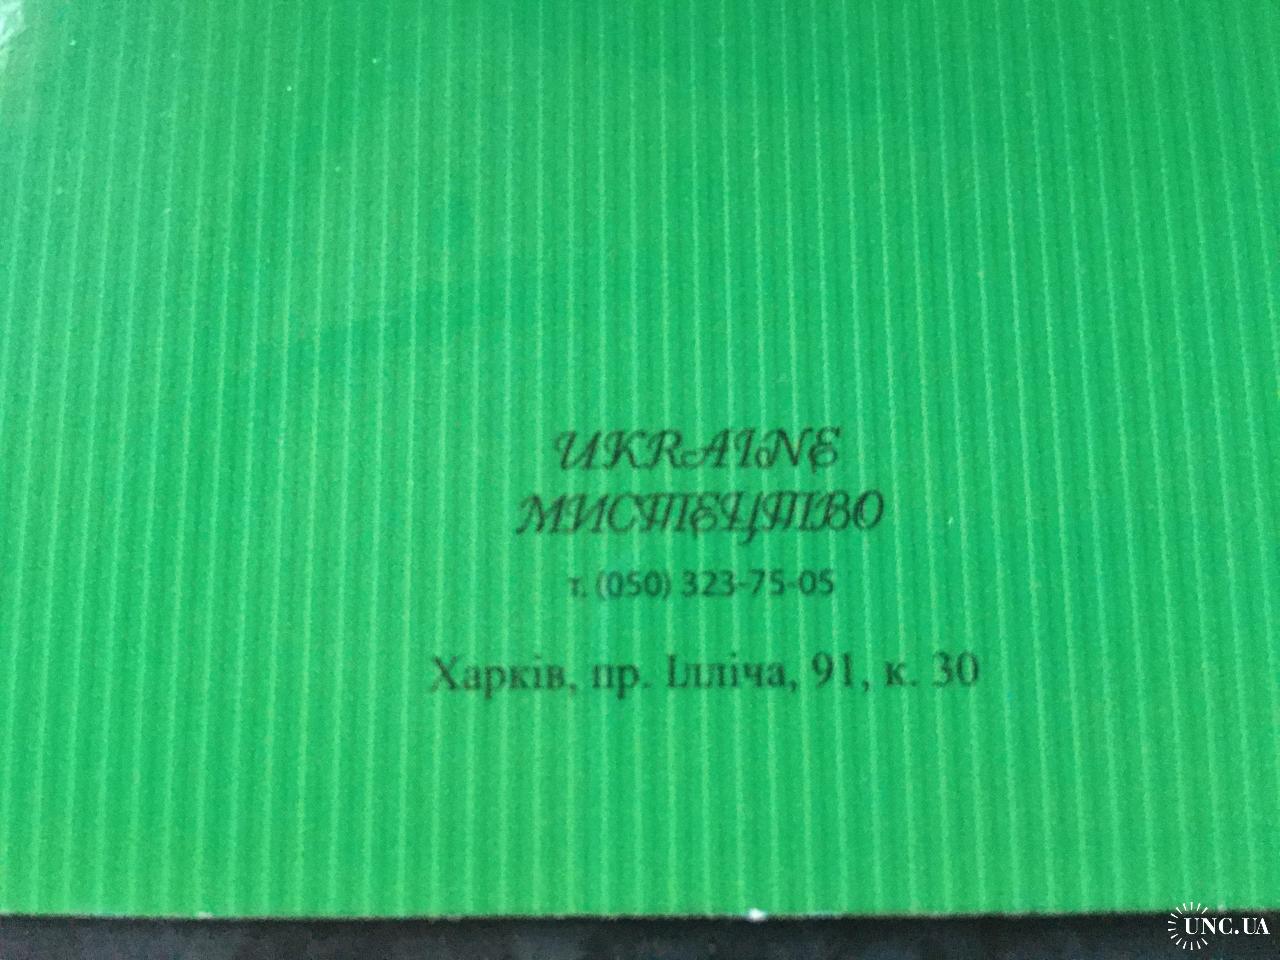 UKRAINE
МИСТЕЦТВО
т. (050) 323-75-05
Харків, пр. Ілліча, 91, к. 30
UNC.UA